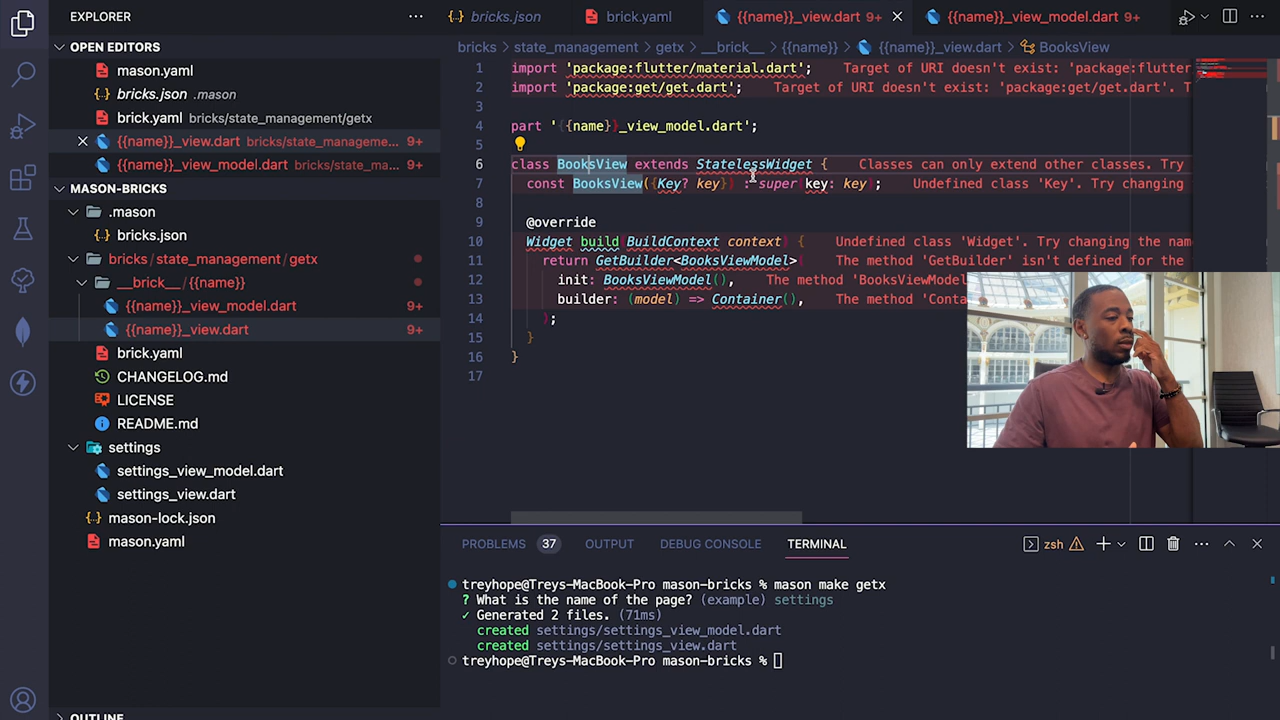 EXPLORER
bricks.json
brick.yaml
{{name}}_view.dart 9+
{{name}}_view_model.dart 9+
OPEN EDITORS
mason.yaml
bricks.json .mason
brick.yaml bricks/state_management/getx
{{name}}_view.dart bricks/state_manageme... 9+
{{name}}_view_model.dart bricks/state_ma... 9+
MASON-BRICKS
.mason
bricks.json
bricks/state_management/getx
__brick__ / {{name}}
{{name}}_view_model.dart 9+
{{name}}_view.dart 9+
brick.yaml
CHANGELOG.md
LICENSE
README.md
settings
settings_view_model.dart
settings_view.dart
mason-lock.json
mason.yaml
OUTLINE
bricks > state_management > getx > __brick__ > {{name}} > {{name}}_view.dart > BooksView
1 import 'package:flutter/material.dart'; Target of URI doesn't exist: 'package:flutter
2 import 'package:get/get.dart'; Target of URI doesn't exist: 'package:get/get.dart'. T
3
4 part '{{name}}_view_model.dart';
5
6 class BooksView extends StatelessWidget { Classes can only extend other classes. Try
7 const BooksView({Key? key}) : super(key: key); Undefined class 'Key'. Try changing
8
9 @override
10 Widget build(BuildContext context) { Undefined class 'Widget'. Try changing the nam
11 return GetBuilder<BooksViewModel>( The method 'GetBuilder' isn't defined for the
12 init: BooksViewModel(), The method 'BooksViewModel
13 builder: (model) => Container(), The method 'Conta
14 );
15 }
16 }
17
PROBLEMS 37 OUTPUT DEBUG CONSOLE TERMINAL zsh
treyhope@Treys-MacBook-Pro mason-bricks % mason make getx
? What is the name of the page? (example) settings
✓ Generated 2 files. (71ms)
created settings/settings_view_model.dart
created settings/settings_view.dart
treyhope@Treys-MacBook-Pro mason-bricks %